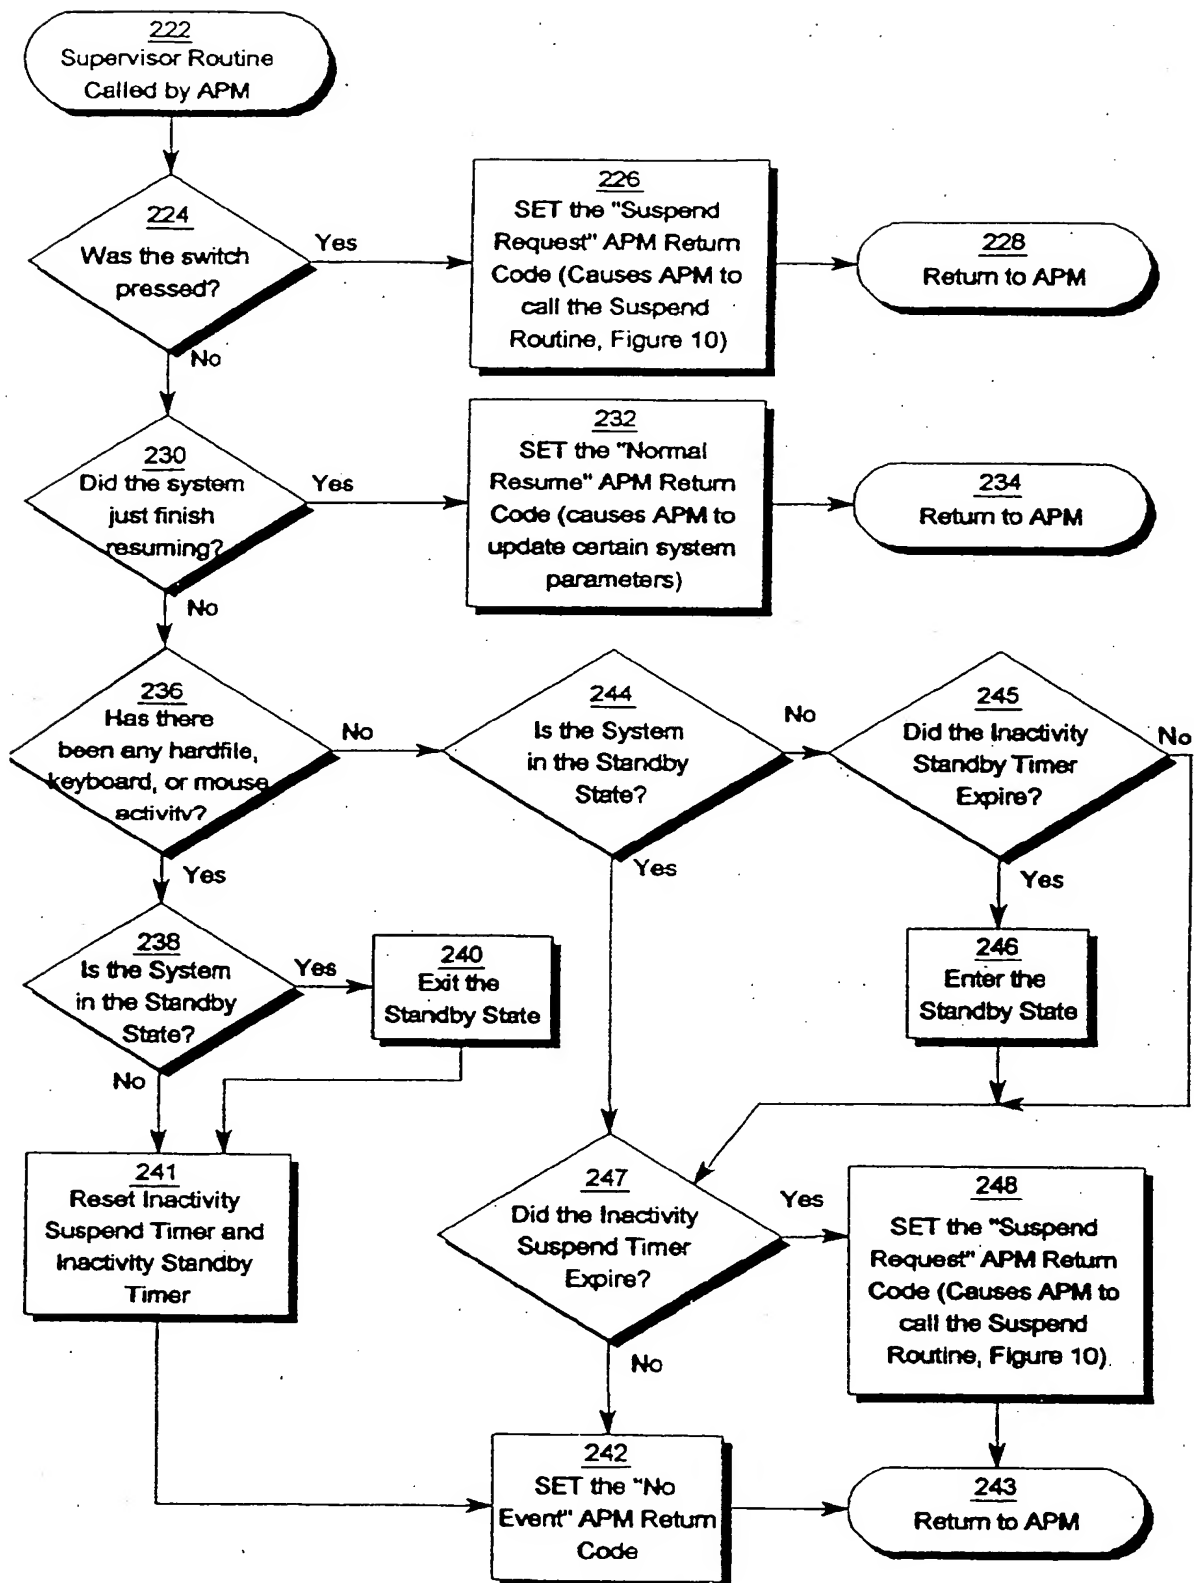 222
Supervisor Routine
Called by APM
224
Was the switch
pressed?
Yes
No
226
SET the "Suspend
Request" APM Return
Code (Causes APM to
call the Suspend
Routine, Figure 10)
228
Return to APM
230
Did the system
just finish
resuming?
Yes
No
232
SET the "Normal
Resume" APM Return
Code (causes APM to
update certain system
parameters)
234
Return to APM
236
Has there
been any hardfile,
keyboard, or mouse
activity?
No
Yes
244
Is the System
in the Standby
State?
No
Yes
245
Did the Inactivity
Standby Timer
Expire?
No
Yes
238
Is the System
in the Standby
State?
Yes
No
240
Exit the
Standby State
246
Enter the
Standby State
241
Reset Inactivity
Suspend Timer and
Inactivity Standby
Timer
247
Did the Inactivity
Suspend Timer
Expire?
Yes
No
248
SET the "Suspend
Request" APM Return
Code (Causes APM to
call the Suspend
Routine, Figure 10)
242
SET the "No
Event" APM Return
Code
243
Return to APM